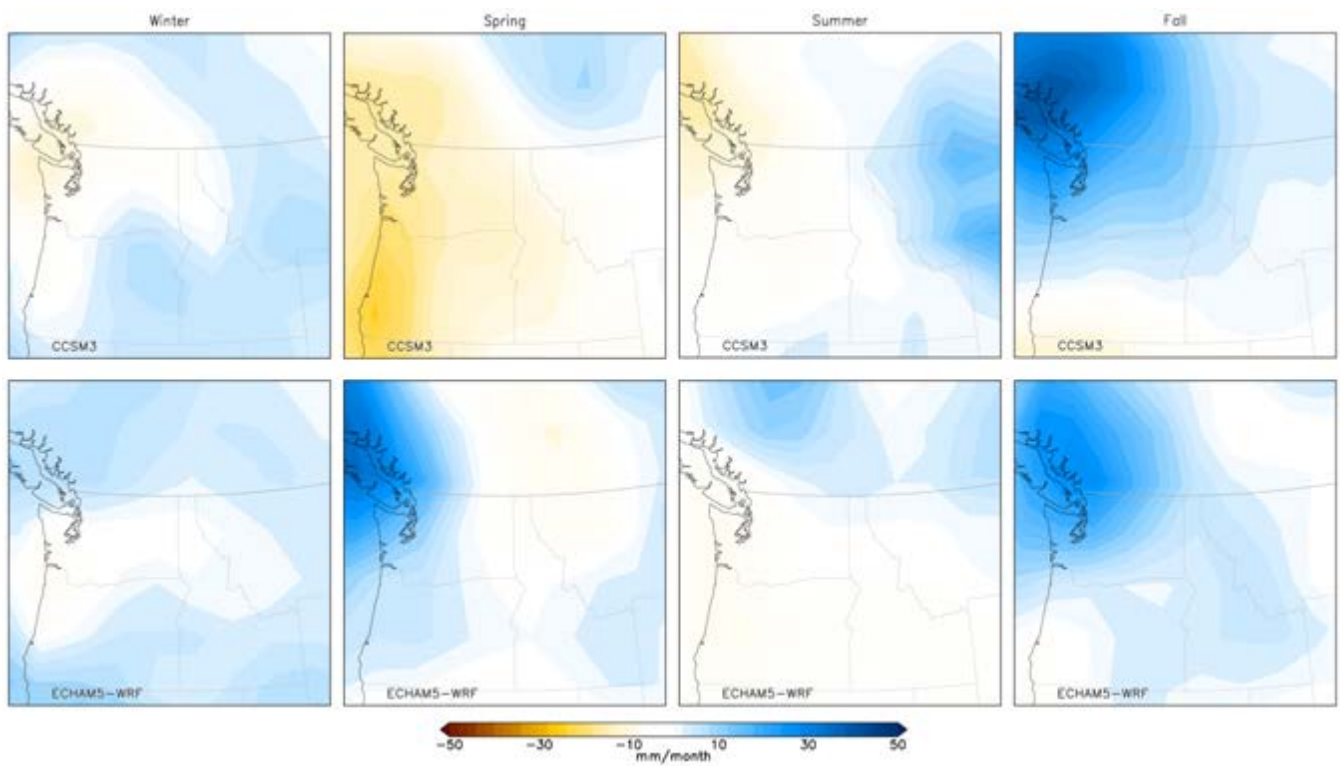 Winter Spring Summer Fall
CCSM3 CCSM3 CCSM3 CCSM3
ECHAM5-WRF ECHAM5-WRF ECHAM5-WRF ECHAM5-WRF
-50 -30 -10 10 30 50
mm/month